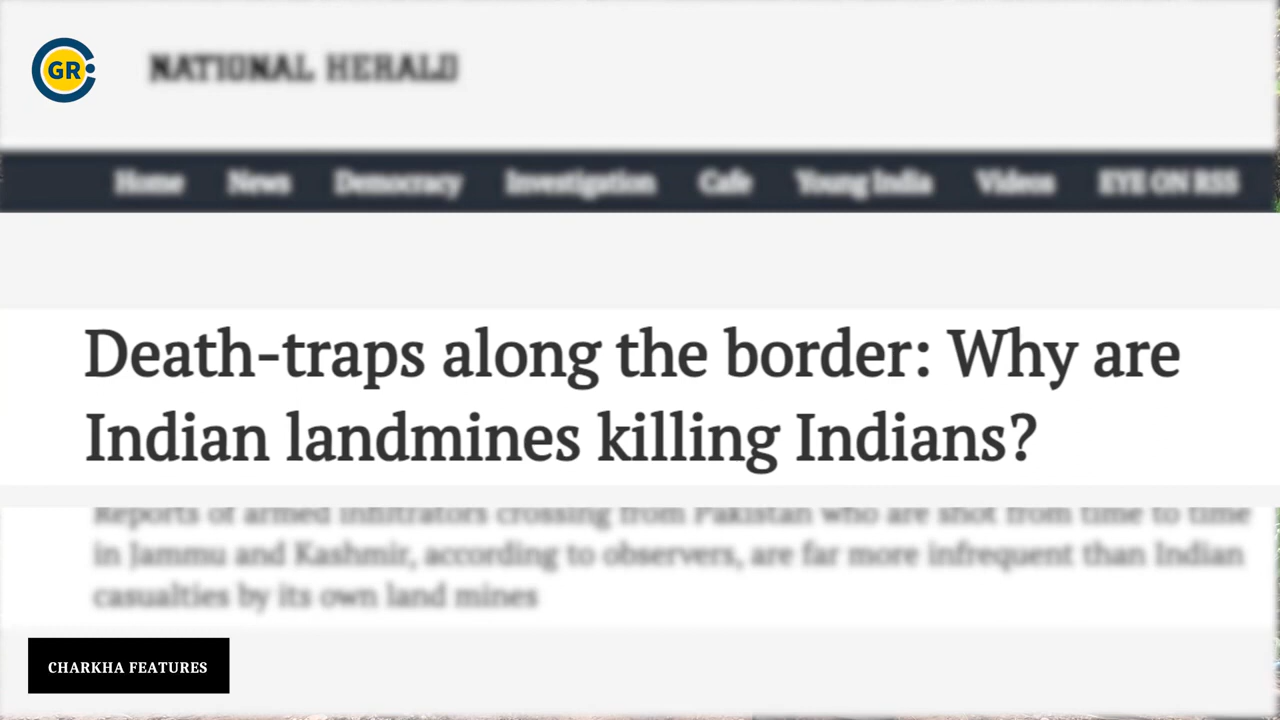 GR
NATIONAL HERALD
Home News Democracy Investigation Cafe Young India Videos EYE ON RSS
Death-traps along the border: Why are
Indian landmines killing Indians?
Reports of armed infiltrators crossing from Pakistan who are shot from time to time
in Jammu and Kashmir, according to observers, are far more infrequent than Indian
casualties by its own land mines
CHARKHA FEATURES